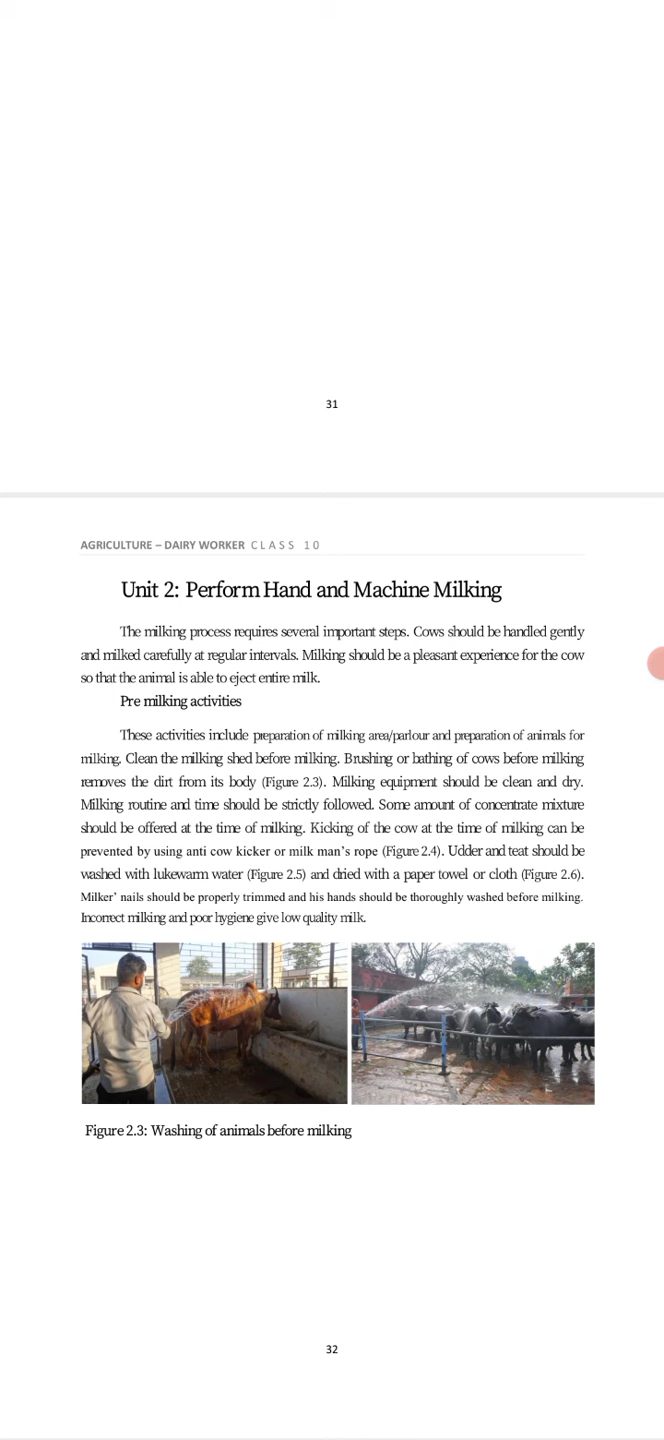 31
AGRICULTURE – DAIRY WORKER CLASS 10
Unit 2: Perform Hand and Machine Milking
The milking process requires several important steps. Cows should be handled gently
and milked carefully at regular intervals. Milking should be a pleasant experience for the cow
so that the animal is able to eject entire milk.
Pre milking activities
These activities include preparation of milking area/parlour and preparation of animals for
milking. Clean the milking shed before milking. Brushing or bathing of cows before milking
removes the dirt from its body (Figure 2.3). Milking equipment should be clean and dry.
Milking routine and time should be strictly followed. Some amount of concentrate mixture
should be offered at the time of milking. Kicking of the cow at the time of milking can be
prevented by using anti cow kicker or milk man's rope (Figure 2.4). Udder and teat should be
washed with lukewarm water (Figure 2.5) and dried with a paper towel or cloth (Figure 2.6).
Milker' nails should be properly trimmed and his hands should be thoroughly washed before milking.
Incorrect milking and poor hygiene give low quality milk.
Figure 2.3: Washing of animals before milking
32